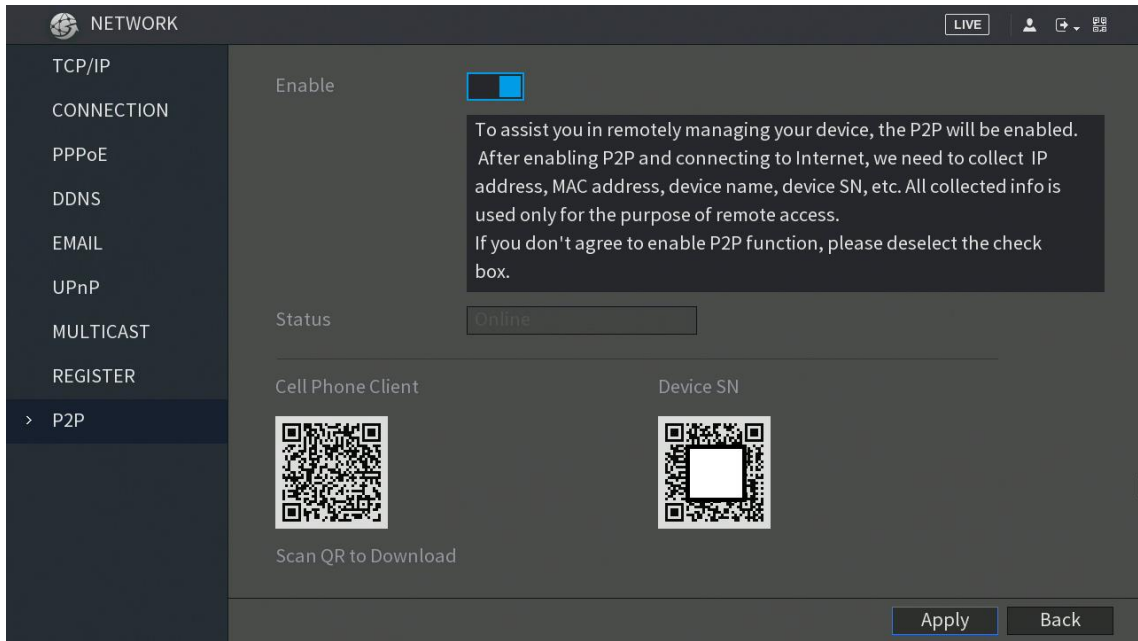 NETWORK
LIVE
TCP/IP
CONNECTION
PPPoE
DDNS
EMAIL
UPnP
MULTICAST
REGISTER
> P2P
Enable
To assist you in remotely managing your device, the P2P will be enabled.
After enabling P2P and connecting to Internet, we need to collect IP
address, MAC address, device name, device SN, etc. All collected info is
used only for the purpose of remote access.
If you don't agree to enable P2P function, please deselect the check
box.
Status
Online
Cell Phone Client
Device SN
Scan QR to Download
Apply
Back